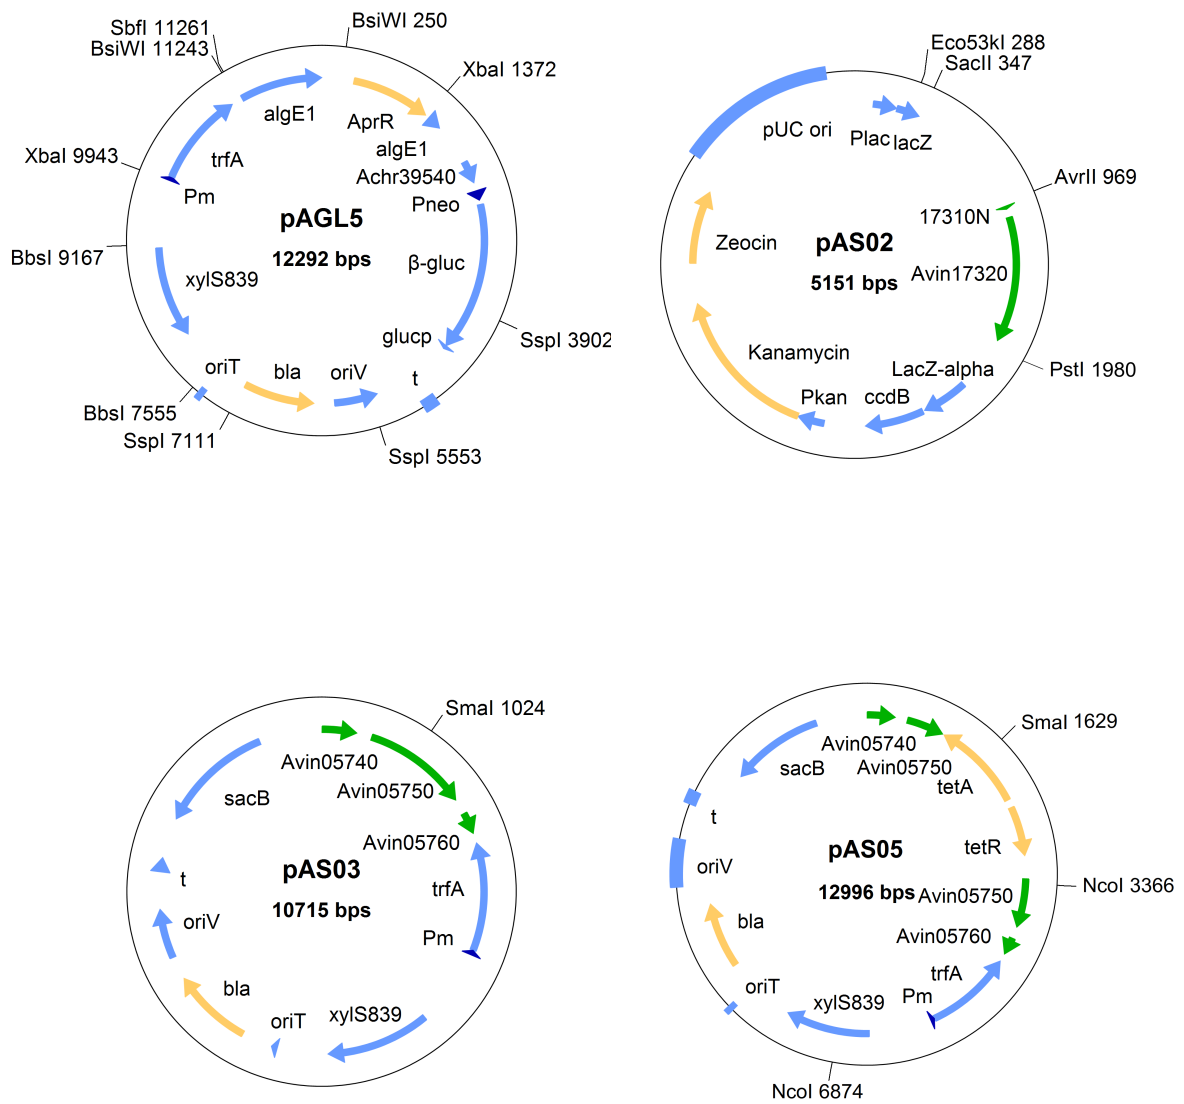 BsiWI 250
SbfI 11261
BsiWI 11243
XbaI 1372
algE1
AprR
algE1
XbaI 9943
trfA
Achr39540
Pm
Pneo
pAGL5
12292 bps
BbsI 9167
β-gluc
xylS839
glucp
SspI 3902
oriT
bla
oriV
t
BbsI 7555
SspI 7111
SspI 5553
Eco53kI 288
SacII 347
pUC ori
Plac
lacZ
AvrII 969
17310N
Zeocin
pAS02
5151 bps
Avin17320
Kanamycin
LacZ-alpha
PstI 1980
Pkan
ccdB
SmaI 1024
Avin05740
Avin05750
sacB
Avin05760
pAS03
10715 bps
t
trfA
oriV
Pm
bla
oriT
xylS839
SmaI 1629
Avin05740
sacB
Avin05750
tetA
t
tetR
pAS05
12996 bps
oriV
NcoI 3366
Avin05750
bla
Avin05760
trfA
oriT
Pm
xylS839
NcoI 6874